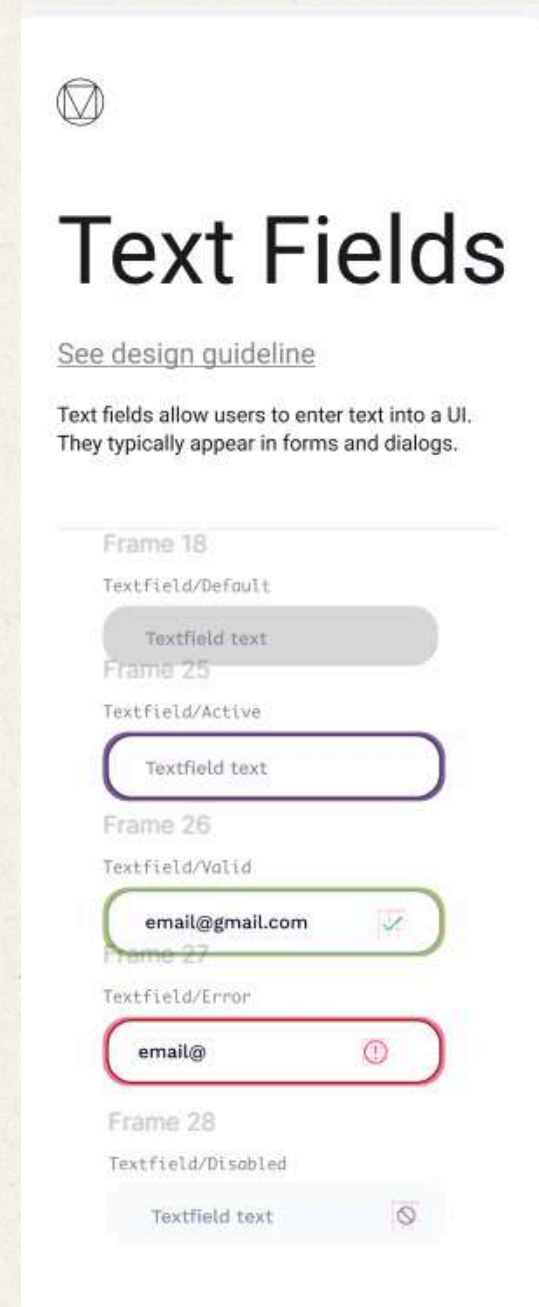 Text Fields
See design guideline
Text fields allow users to enter text into a UI.
They typically appear in forms and dialogs.
Frame 18
Textfield/Default
Textfield text
Frame 25
Textfield/Active
Textfield text
Frame 26
Textfield/Valid
email@gmail.com
Frame 27
Textfield/Error
email@
Frame 28
Textfield/Disabled
Textfield text